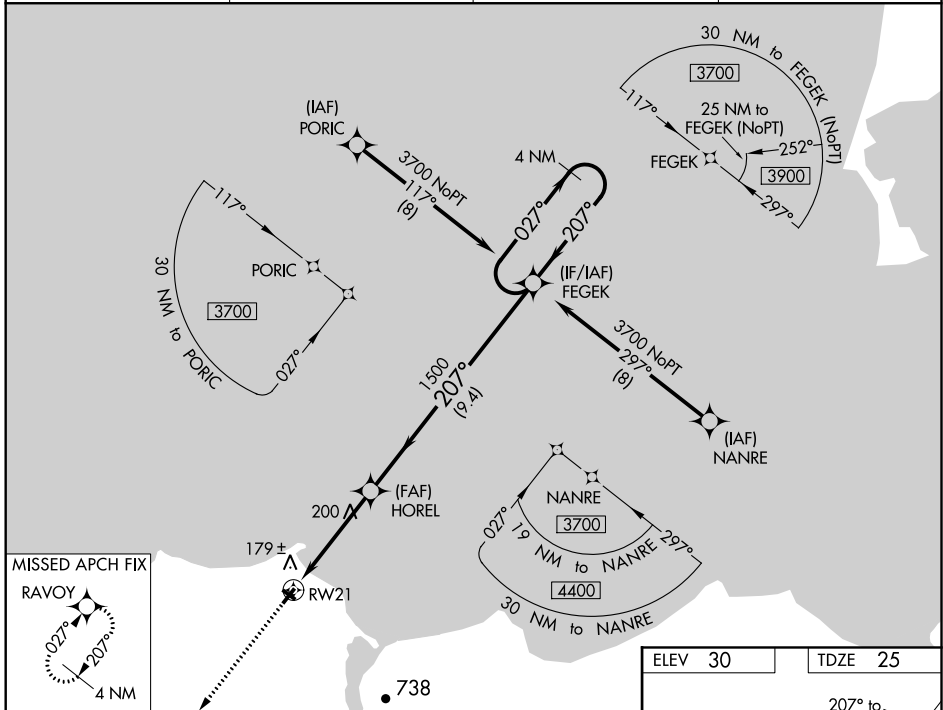 30 NM to FEGEK (NoPT)
3700
117°
25 NM to
FEGEK (NoPT)
252°
FEGEK
3900
297°
(IAF)
PORIC
3700 NoPT
117°
(8)
4 NM
027°
207°
(IF/IAF)
FEGEK
117°
PORIC
3700
30 NM to PORIC
027°
3700 NoPT
297°
(8)
(IAF)
NANRE
1500
207°
(9.4)
(FAF)
HOREL
200
NANRE
3700
027°
297°
19 NM to NANRE
4400
30 NM to NANRE
179 ±
RW21
MISSED APCH FIX
RAVOY
027°
207°
4 NM
738
ELEV 30
TDZE 25
207° to